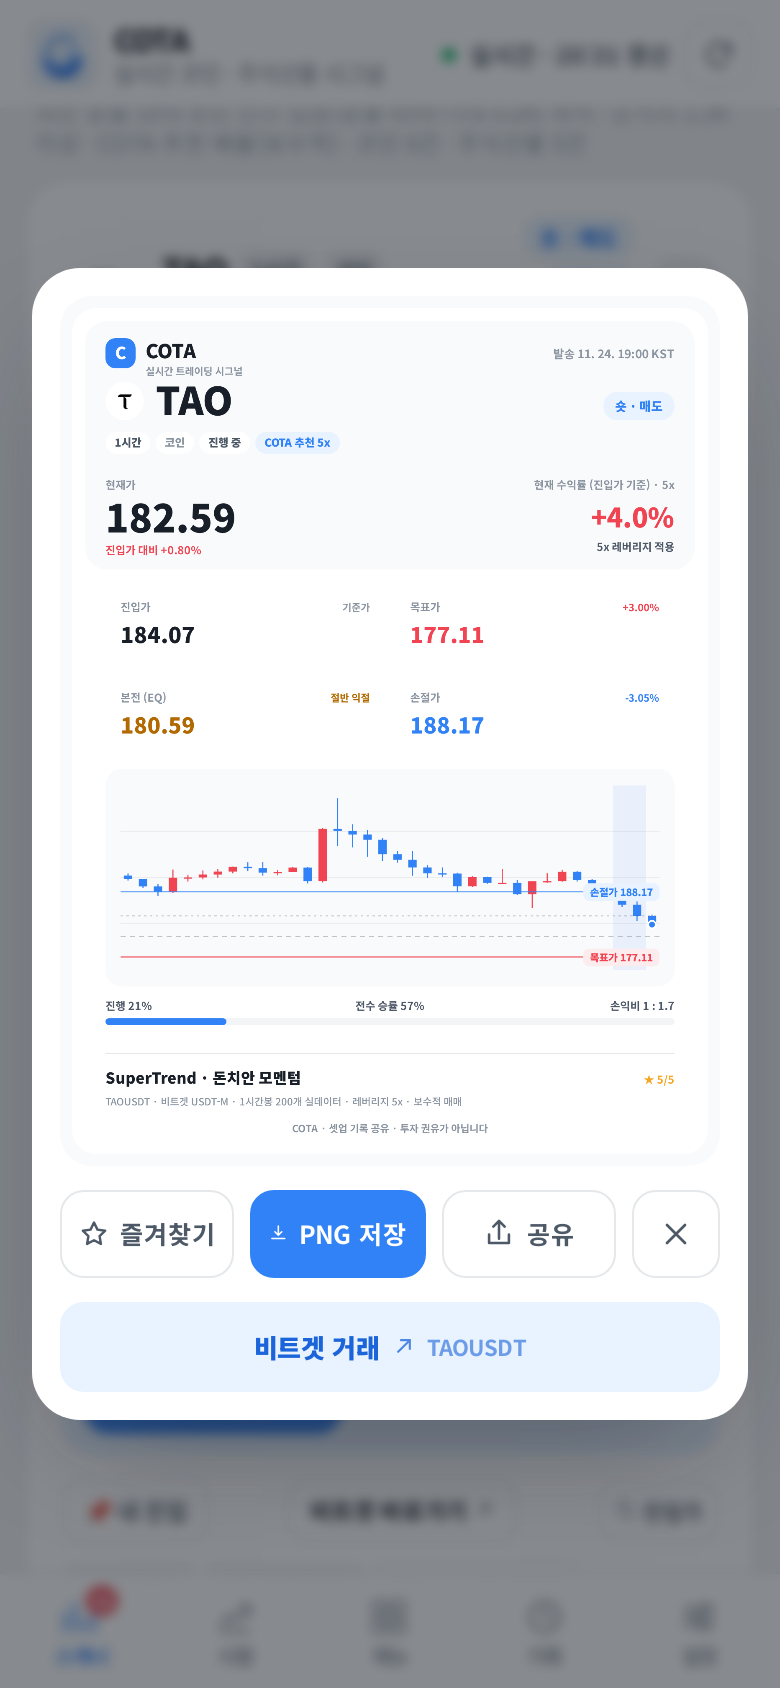 COTA
C
COTA
발송 11. 24. 19:00 KST
실시간 트레이딩 시그널
τ TAO
숏 · 매도
1시간 코인 진행 중 COTA 추천 5x
현재가
현재 수익률 (진입가 기준) · 5x
182.59
+4.0%
진입가 대비 +0.80%
5x 레버리지 적용
진입가 기준가
184.07
목표가 +3.00%
177.11
본전 (EQ) 절반 익절
180.59
손절가 -3.05%
188.17
손절가 188.17
목표가 177.11
진행 21% 전수 승률 57% 손익비 1 : 1.7
SuperTrend · 돈치안 모멘텀
★ 5/5
TAOUSDT · 비트겟 USDT-M · 1시간봉 200개 실데이터 · 레버리지 5x · 보수적 매매
COTA · 셋업 기록 공유 · 투자 권유가 아닙니다
즐겨찾기
PNG 저장
공유
비트겟 거래 ↗ TAOUSDT